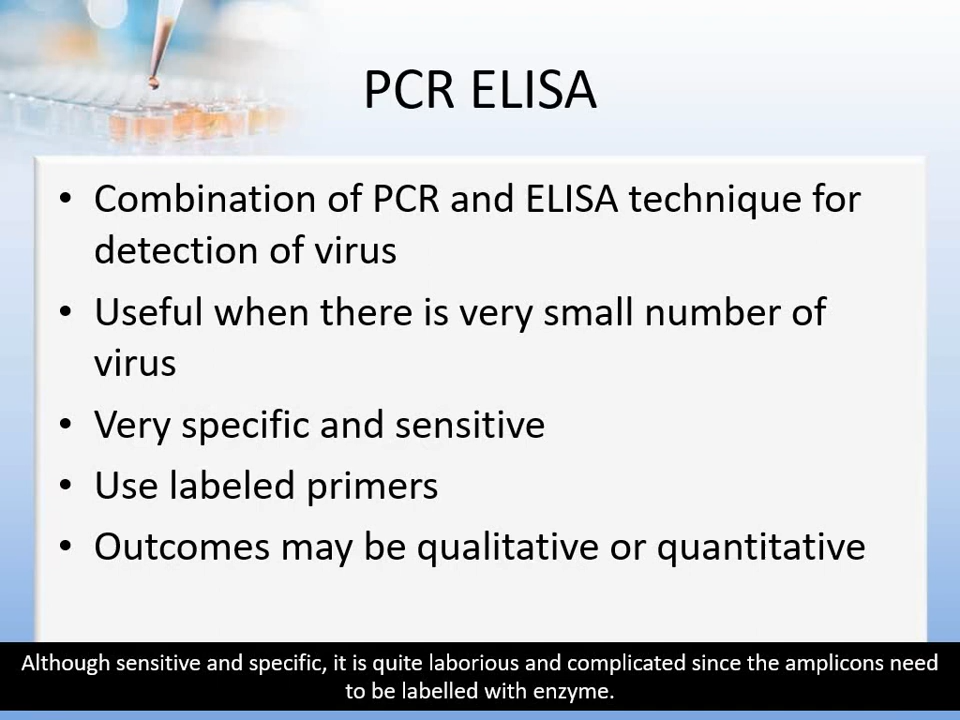 PCR ELISA
• Combination of PCR and ELISA technique for
detection of virus
• Useful when there is very small number of
virus
• Very specific and sensitive
• Use labeled primers
• Outcomes may be qualitative or quantitative
Although sensitive and specific, it is quite laborious and complicated since the amplicons need
to be labelled with enzyme.